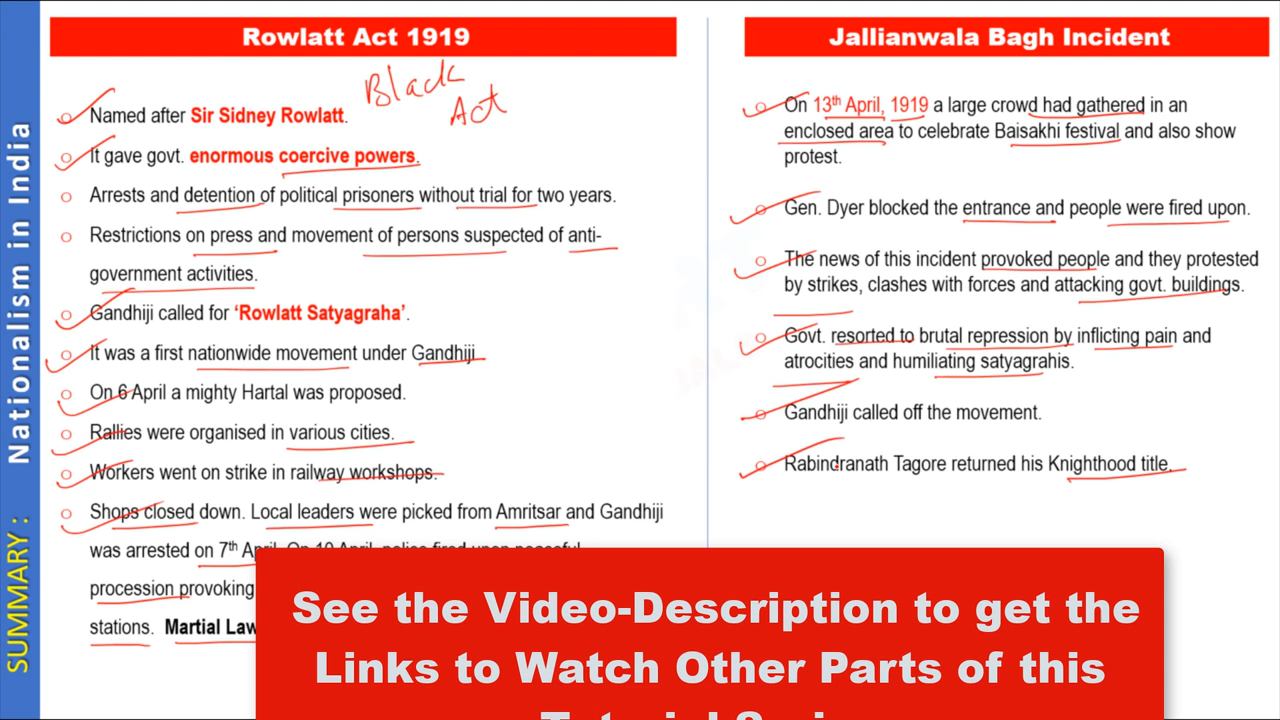 SUMMARY : Nationalism in India
Rowlatt Act 1919
Black
Act
Named after Sir Sidney Rowlatt.
It gave govt. enormous coercive powers.
Arrests and detention of political prisoners without trial for two years.
Restrictions on press and movement of persons suspected of anti-
government activities.
Gandhiji called for ‘Rowlatt Satyagraha’.
It was a first nationwide movement under Gandhiji
On 6 April a mighty Hartal was proposed.
Rallies were organised in various cities.
Workers went on strike in railway workshops.
Shops closed down. Local leaders were picked from Amritsar and Gandhiji
was arrested on 7th April. On 10 April, police fired upon peaceful
procession provoking
stations. Martial Law
Jallianwala Bagh Incident
On 13th April, 1919 a large crowd had gathered in an
enclosed area to celebrate Baisakhi festival and also show
protest.
Gen. Dyer blocked the entrance and people were fired upon.
The news of this incident provoked people and they protested
by strikes, clashes with forces and attacking govt. buildings.
Govt. resorted to brutal repression by inflicting pain and
atrocities and humiliating satyagrahis.
Gandhiji called off the movement.
Rabindranath Tagore returned his Knighthood title.
See the Video-Description to get the
Links to Watch Other Parts of this